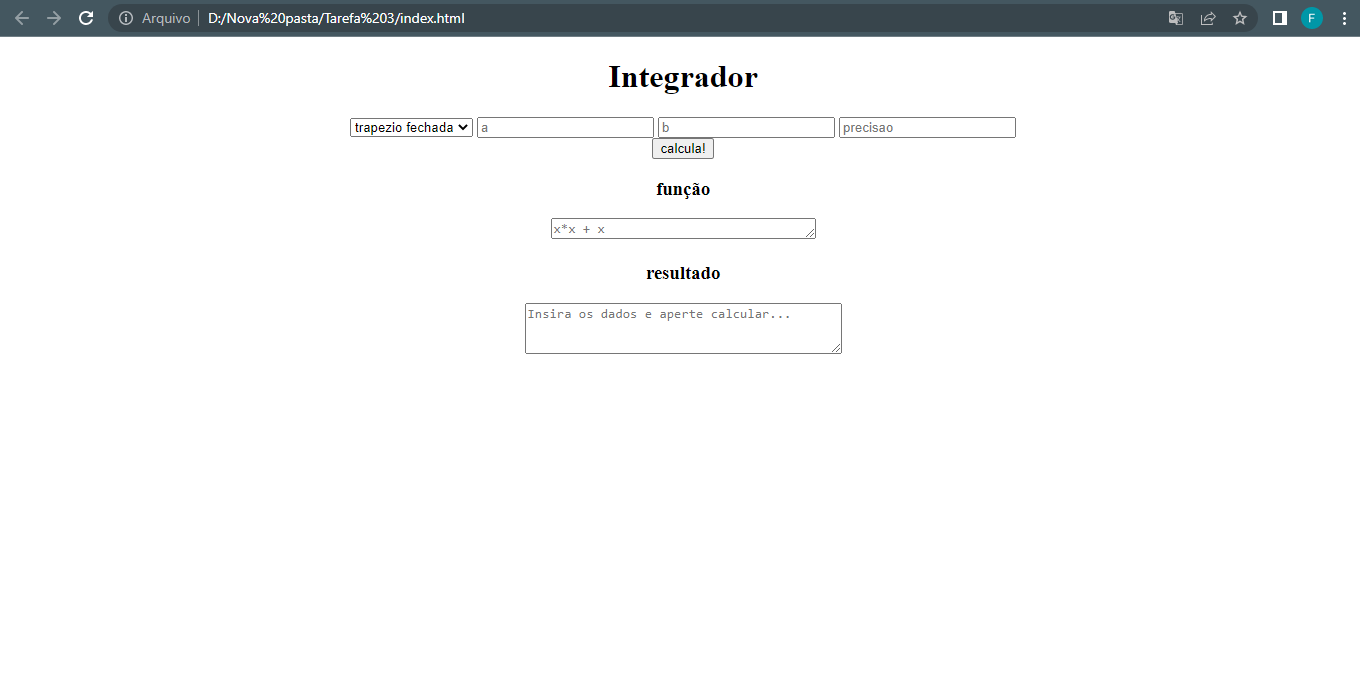 Arquivo D:/Nova%20pasta/Tarefa%203/index.html F
Integrador
trapezio fechada a b precisao
calcula!
função
x*x + x
resultado
Insira os dados e aperte calcular...